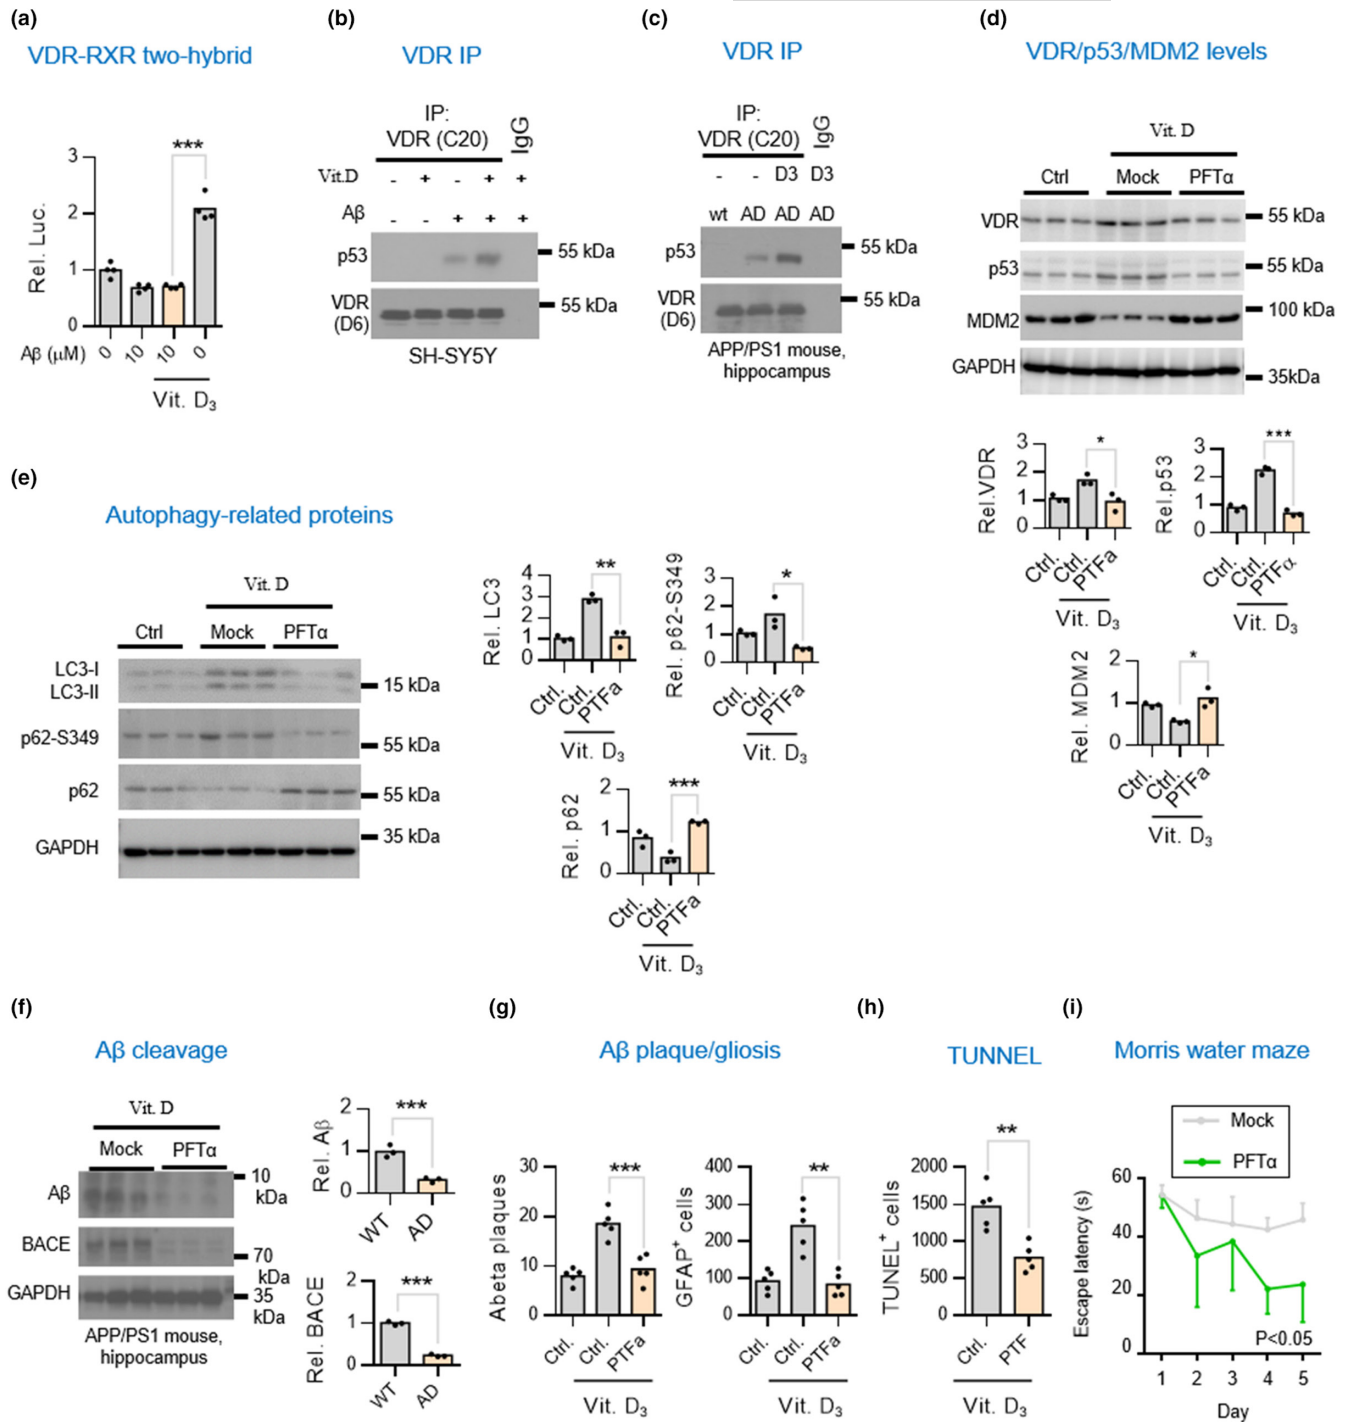 (a)
VDR-RXR two-hybrid
Rel. Luc.
3
2
1
0
***
Aβ (μM)
0
10
10
0
Vit. D3
(b)
VDR IP
IP:
VDR (C20)
IgG
Vit.D - + - + +
Aβ - - + + +
p53
55 kDa
VDR
(D6)
55 kDa
SH-SY5Y
(c)
VDR IP
IP:
VDR (C20)
IgG
- - D3 D3
wt AD AD AD
p53
55 kDa
VDR
(D6)
55 kDa
APP/PS1 mouse,
hippocampus
(d)
VDR/p53/MDM2 levels
Vit. D
Ctrl Mock PFTα
VDR
55 kDa
p53
55 kDa
MDM2
100 kDa
GAPDH
35kDa
Rel.VDR
3
2
1
0
*
Ctrl.
Ctrl.
PTFa
Vit. D3
Rel.p53
3
2
1
0
***
Ctrl.
Ctrl.
PTFα
Vit. D3
Rel. MDM2
2
1
0
*
Ctrl.
Ctrl.
PTFa
Vit. D3
(e)
Autophagy-related proteins
Vit. D
Ctrl Mock PFTα
LC3-I
LC3-II
15 kDa
p62-S349
55 kDa
p62
55 kDa
GAPDH
35 kDa
Rel. LC3
4
3
2
1
0
**
Ctrl.
Ctrl.
PTFa
Vit. D3
Rel. p62-S349
3
2
1
0
*
Ctrl.
Ctrl.
PTFa
Vit. D3
Rel. p62
2
1
0
***
Ctrl.
Ctrl.
PTFa
Vit. D3
(f)
Aβ cleavage
Vit. D
Mock PFTα
Aβ
10
kDa
BACE
70
kDa
GAPDH
35
kDa
APP/PS1 mouse,
hippocampus
Rel. Aβ
2
1
0
***
WT
AD
Rel. BACE
2
1
0
***
WT
AD
(g)
Aβ plaque/gliosis
Abeta plaques
30
20
10
0
***
Ctrl.
Ctrl.
PTFa
Vit. D3
GFAP+ cells
400
300
200
100
0
**
Ctrl.
Ctrl.
PTFa
Vit. D3
(h)
TUNNEL
TUNEL+ cells
2000
1500
1000
500
0
**
Ctrl.
PTF
Vit. D3
(i)
Morris water maze
Mock
PFTα
Escape latency (s)
60
40
20
0
P<0.05
1 2 3 4 5
Day